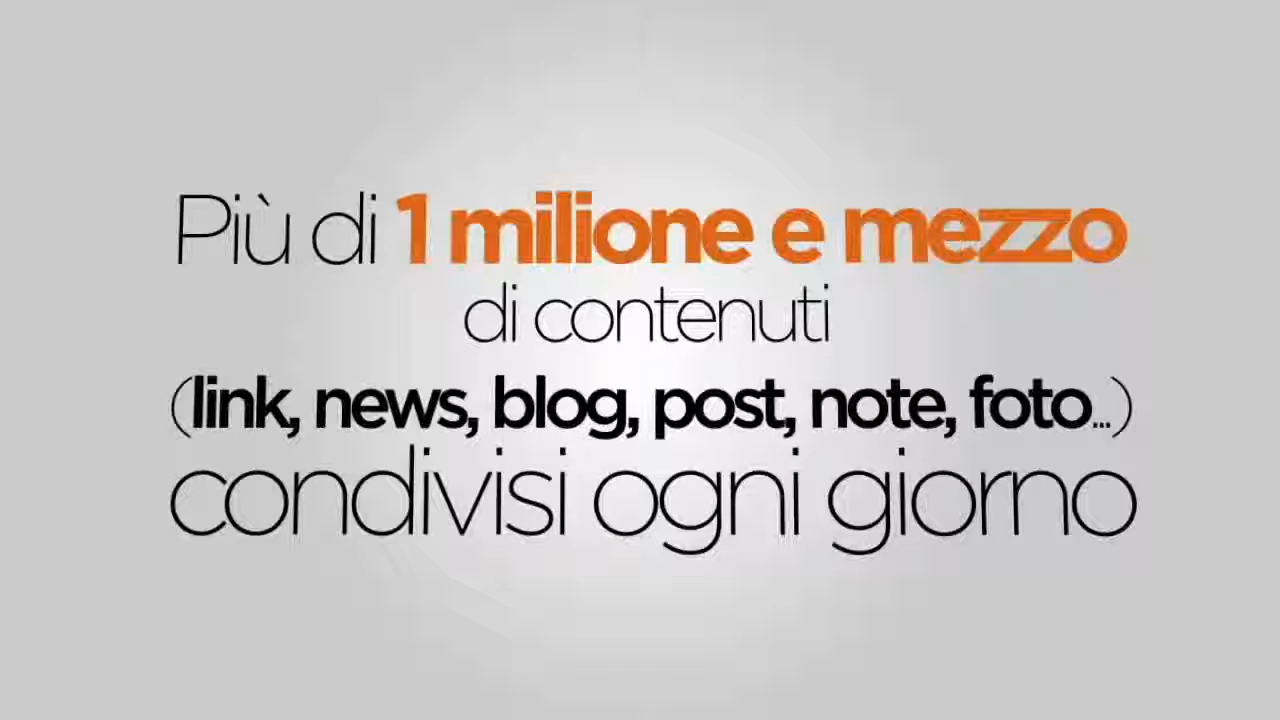 Più di 1 milione e mezzo
di contenuti
(link, news, blog, post, note, foto...)
condivisi ogni giorno